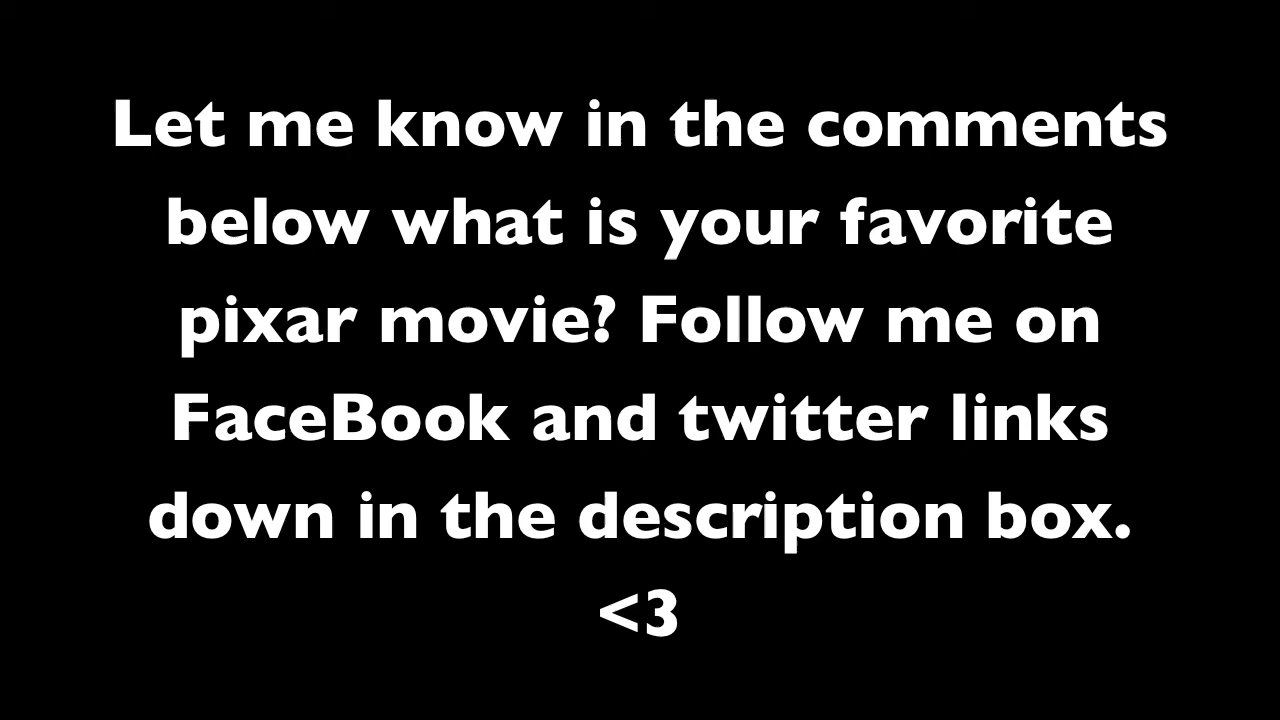 Let me know in the comments
below what is your favorite
pixar movie? Follow me on
FaceBook and twitter links
down in the description box.
<3